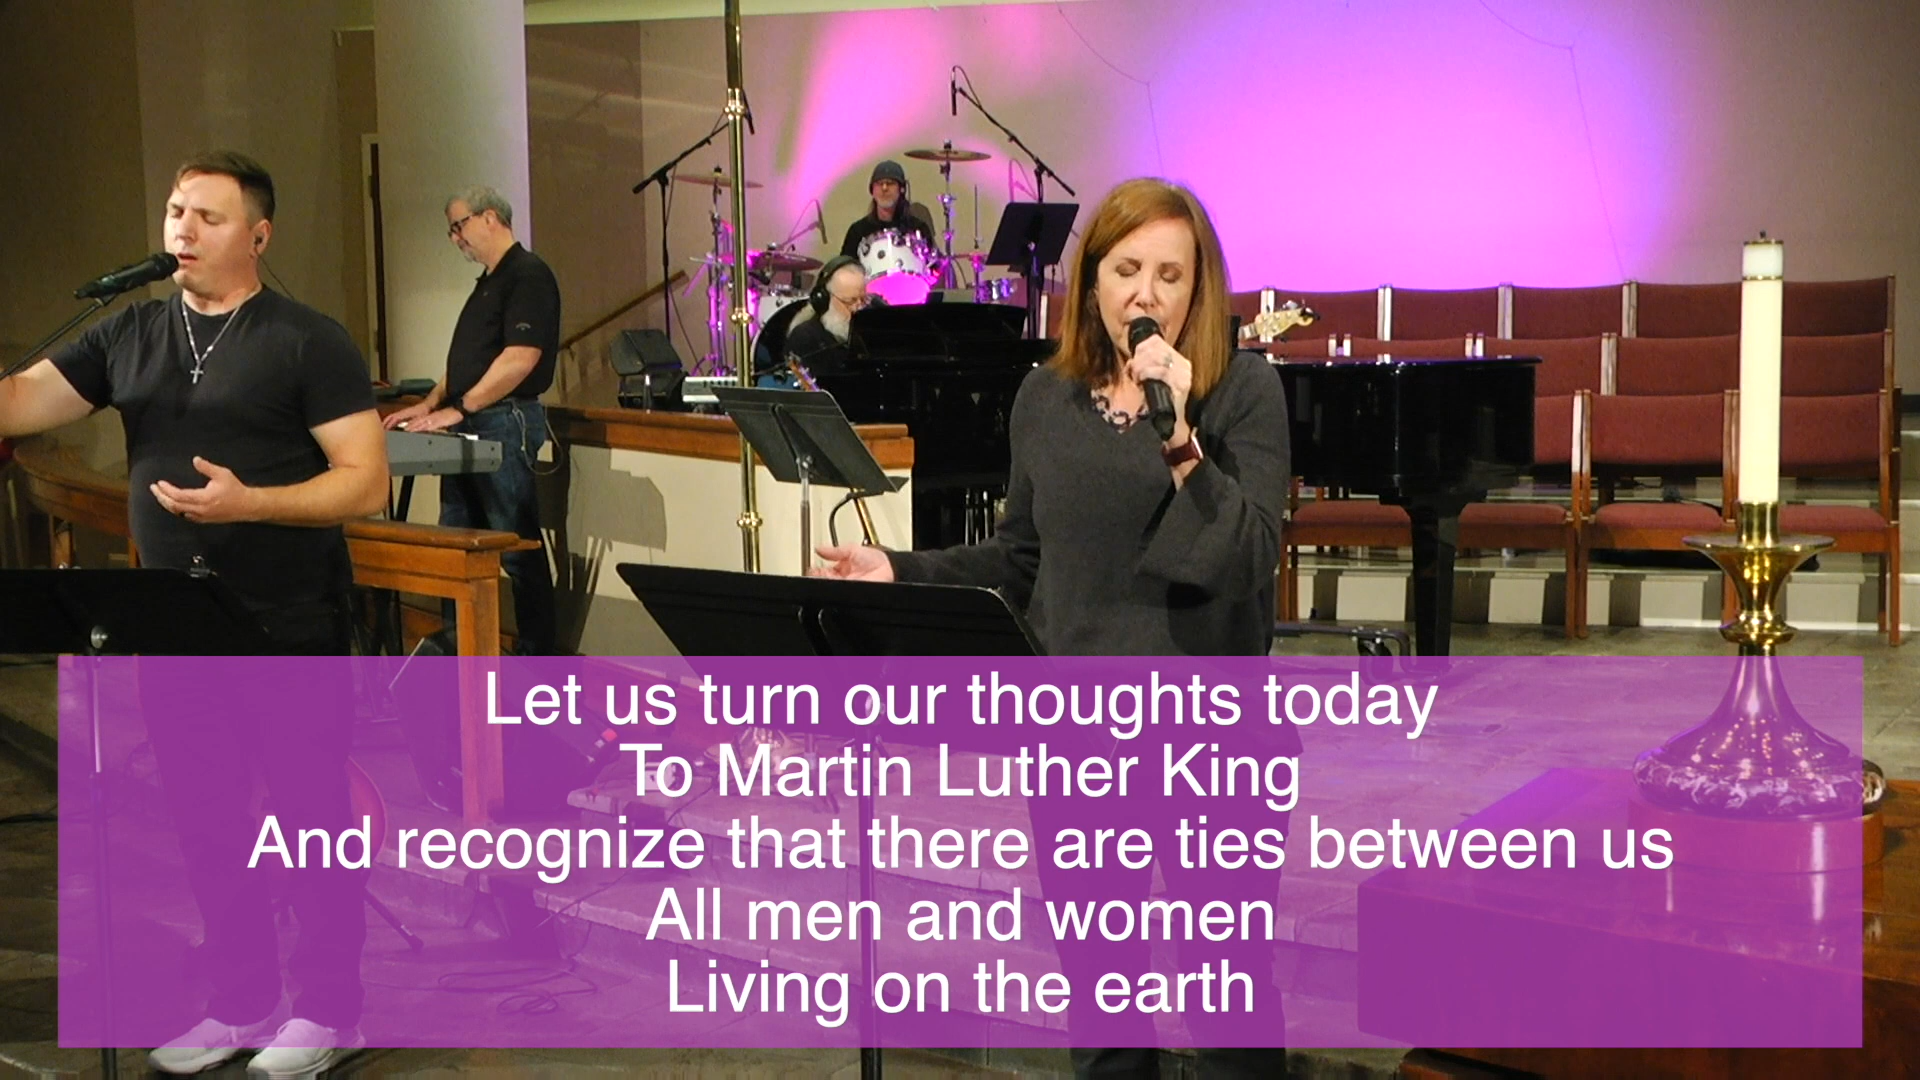 Let us turn our thoughts today
To Martin Luther King
And recognize that there are ties between us
All men and women
Living on the earth